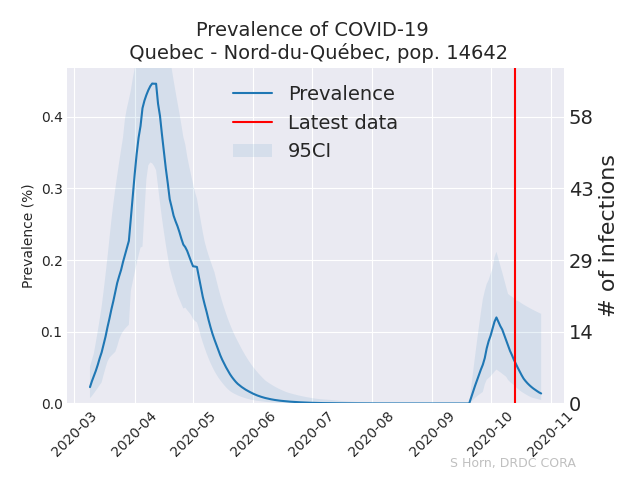 Prevalence of COVID-19
Quebec - Nord-du-Québec, pop. 14642
Prevalence
Latest data
95CI
Prevalence (%)
0.4
0.3
0.2
0.1
0.0
# of infections
58
43
29
14
0
2020-03
2020-04
2020-05
2020-06
2020-07
2020-08
2020-09
2020-10
2020-11
S Horn, DRDC CORA